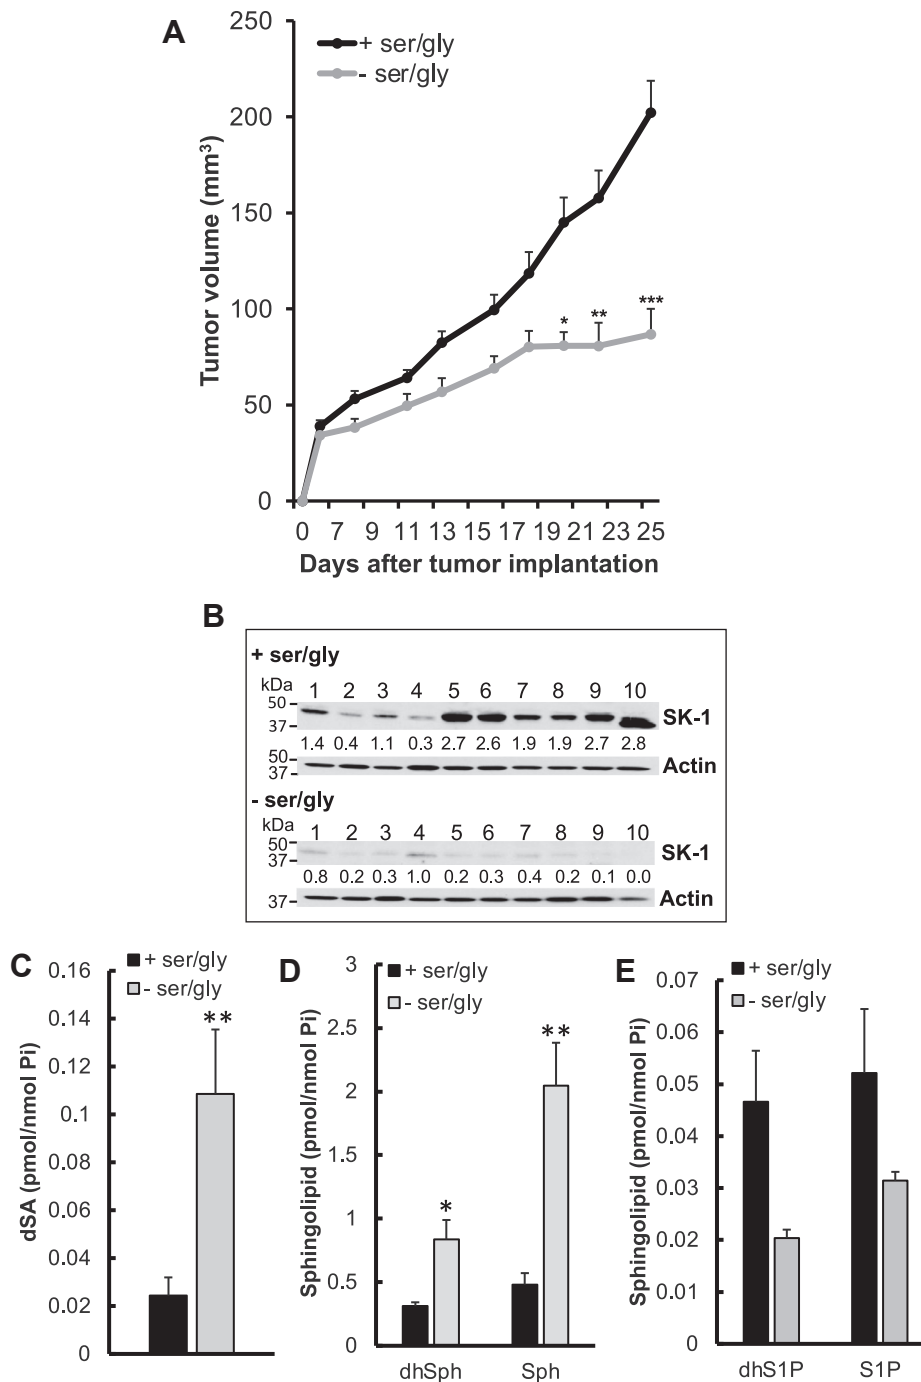 A
+ ser/gly
- ser/gly
Tumor volume (mm³)
250
200
150
100
50
0
* ** ***
0 7 9 11 13 15 17 19 21 23 25
Days after tumor implantation
B
+ ser/gly
kDa 1 2 3 4 5 6 7 8 9 10
50
37
SK-1
1.4 0.4 1.1 0.3 2.7 2.6 1.9 1.9 2.7 2.8
50
37
Actin
- ser/gly
kDa 1 2 3 4 5 6 7 8 9 10
50
37
SK-1
0.8 0.2 0.3 1.0 0.2 0.3 0.4 0.2 0.1 0.0
37
Actin
C
+ ser/gly
- ser/gly
dSA (pmol/nmol Pi)
0.16
0.14
0.12
0.1
0.08
0.06
0.04
0.02
0
**
D
+ ser/gly
- ser/gly
Sphingolipid (pmol/nmol Pi)
3
2.5
2
1.5
1
0.5
0
* **
dhSph Sph
E
+ ser/gly
- ser/gly
Sphingolipid (pmol/nmol Pi)
0.07
0.06
0.05
0.04
0.03
0.02
0.01
0
dhS1P S1P